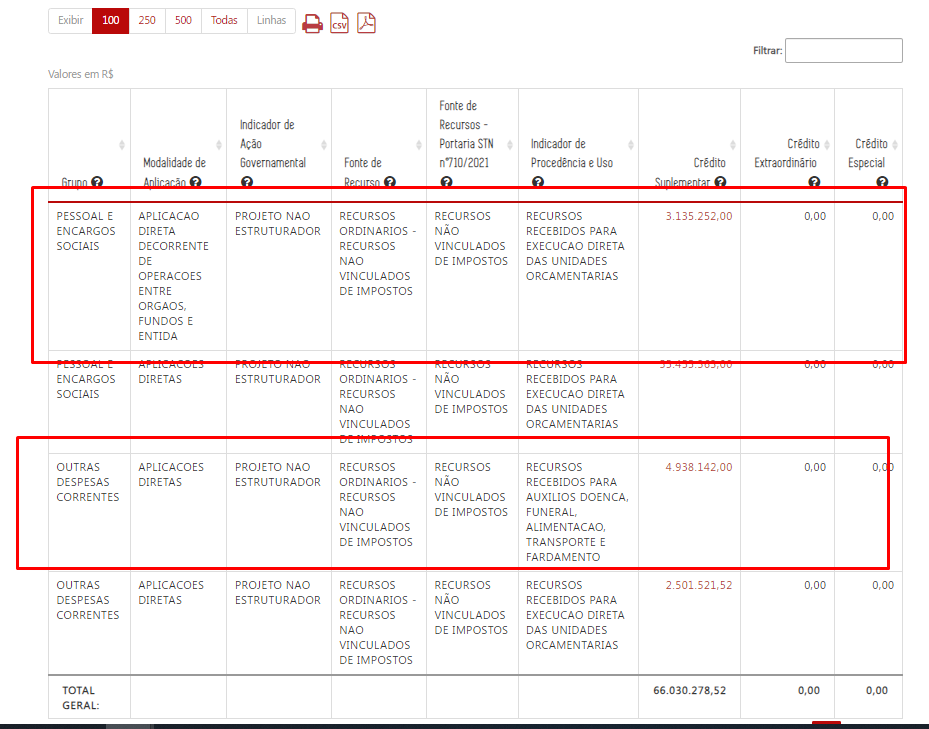 Exibir 100 250 500 Todas Linhas
CSV
Filtrar:
Valores em R$
Grupo ?
Modalidade de
Aplicação ?
Indicador de
Ação
Governamental
?
Fonte de
Recurso ?
Fonte de
Recursos -
Portaria STN
nº710/2021
?
Indicador de
Procedência e Uso
?
Crédito
Suplementar ?
Crédito
Extraordinário
?
Crédito
Especial
?
PESSOAL E
ENCARGOS
SOCIAIS
APLICACAO
DIRETA
DECORRENTE
DE
OPERACOES
ENTRE
ORGAOS,
FUNDOS E
ENTIDA
PROJETO NAO
ESTRUTURADOR
RECURSOS
ORDINARIOS -
RECURSOS
NAO
VINCULADOS
DE IMPOSTOS
RECURSOS
NÃO
VINCULADOS
DE IMPOSTOS
RECURSOS
RECEBIDOS PARA
EXECUCAO DIRETA
DAS UNIDADES
ORCAMENTARIAS
3.135.252,00
0,00
0,00
PESSOAL E
ENCARGOS
SOCIAIS
APLICACOES
DIRETAS
PROJETO NAO
ESTRUTURADOR
RECURSOS
ORDINARIOS -
RECURSOS
NAO
VINCULADOS
DE IMPOSTOS
RECURSOS
NÃO
VINCULADOS
DE IMPOSTOS
RECURSOS
RECEBIDOS PARA
EXECUCAO DIRETA
DAS UNIDADES
ORCAMENTARIAS
55.455.363,00
0,00
0,00
OUTRAS
DESPESAS
CORRENTES
APLICACOES
DIRETAS
PROJETO NAO
ESTRUTURADOR
RECURSOS
ORDINARIOS -
RECURSOS
NAO
VINCULADOS
DE IMPOSTOS
RECURSOS
NÃO
VINCULADOS
DE IMPOSTOS
RECURSOS
RECEBIDOS PARA
AUXILIOS DOENCA,
FUNERAL,
ALIMENTACAO,
TRANSPORTE E
FARDAMENTO
4.938.142,00
0,00
0,00
OUTRAS
DESPESAS
CORRENTES
APLICACOES
DIRETAS
PROJETO NAO
ESTRUTURADOR
RECURSOS
ORDINARIOS -
RECURSOS
NAO
VINCULADOS
DE IMPOSTOS
RECURSOS
NÃO
VINCULADOS
DE IMPOSTOS
RECURSOS
RECEBIDOS PARA
EXECUCAO DIRETA
DAS UNIDADES
ORCAMENTARIAS
2.501.521,52
0,00
0,00
TOTAL
GERAL:
66.030.278,52
0,00
0,00